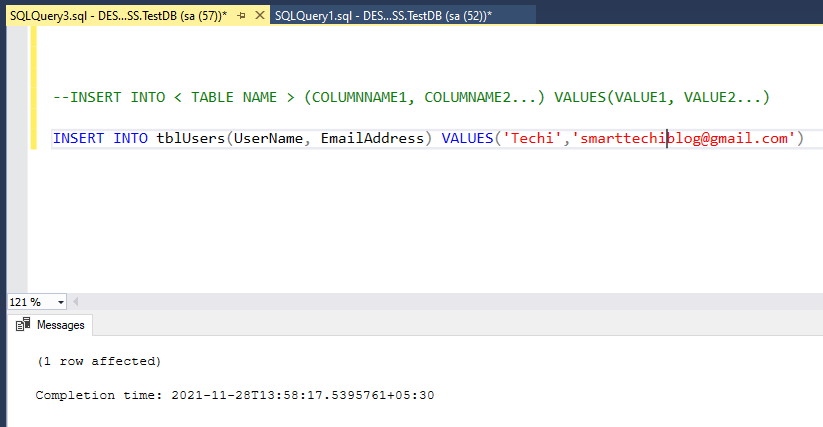 SQLQuery3.sql - DES...SS.TestDB (sa (57))* SQLQuery1.sql - DES...SS.TestDB (sa (52))*
--INSERT INTO < TABLE NAME > (COLUMNNAME1, COLUMNAME2...) VALUES(VALUE1, VALUE2...)
INSERT INTO tblUsers(UserName, EmailAddress) VALUES('Techi','smarttechiblog@gmail.com')
121 %
Messages
(1 row affected)
Completion time: 2021-11-28T13:58:17.5395761+05:30